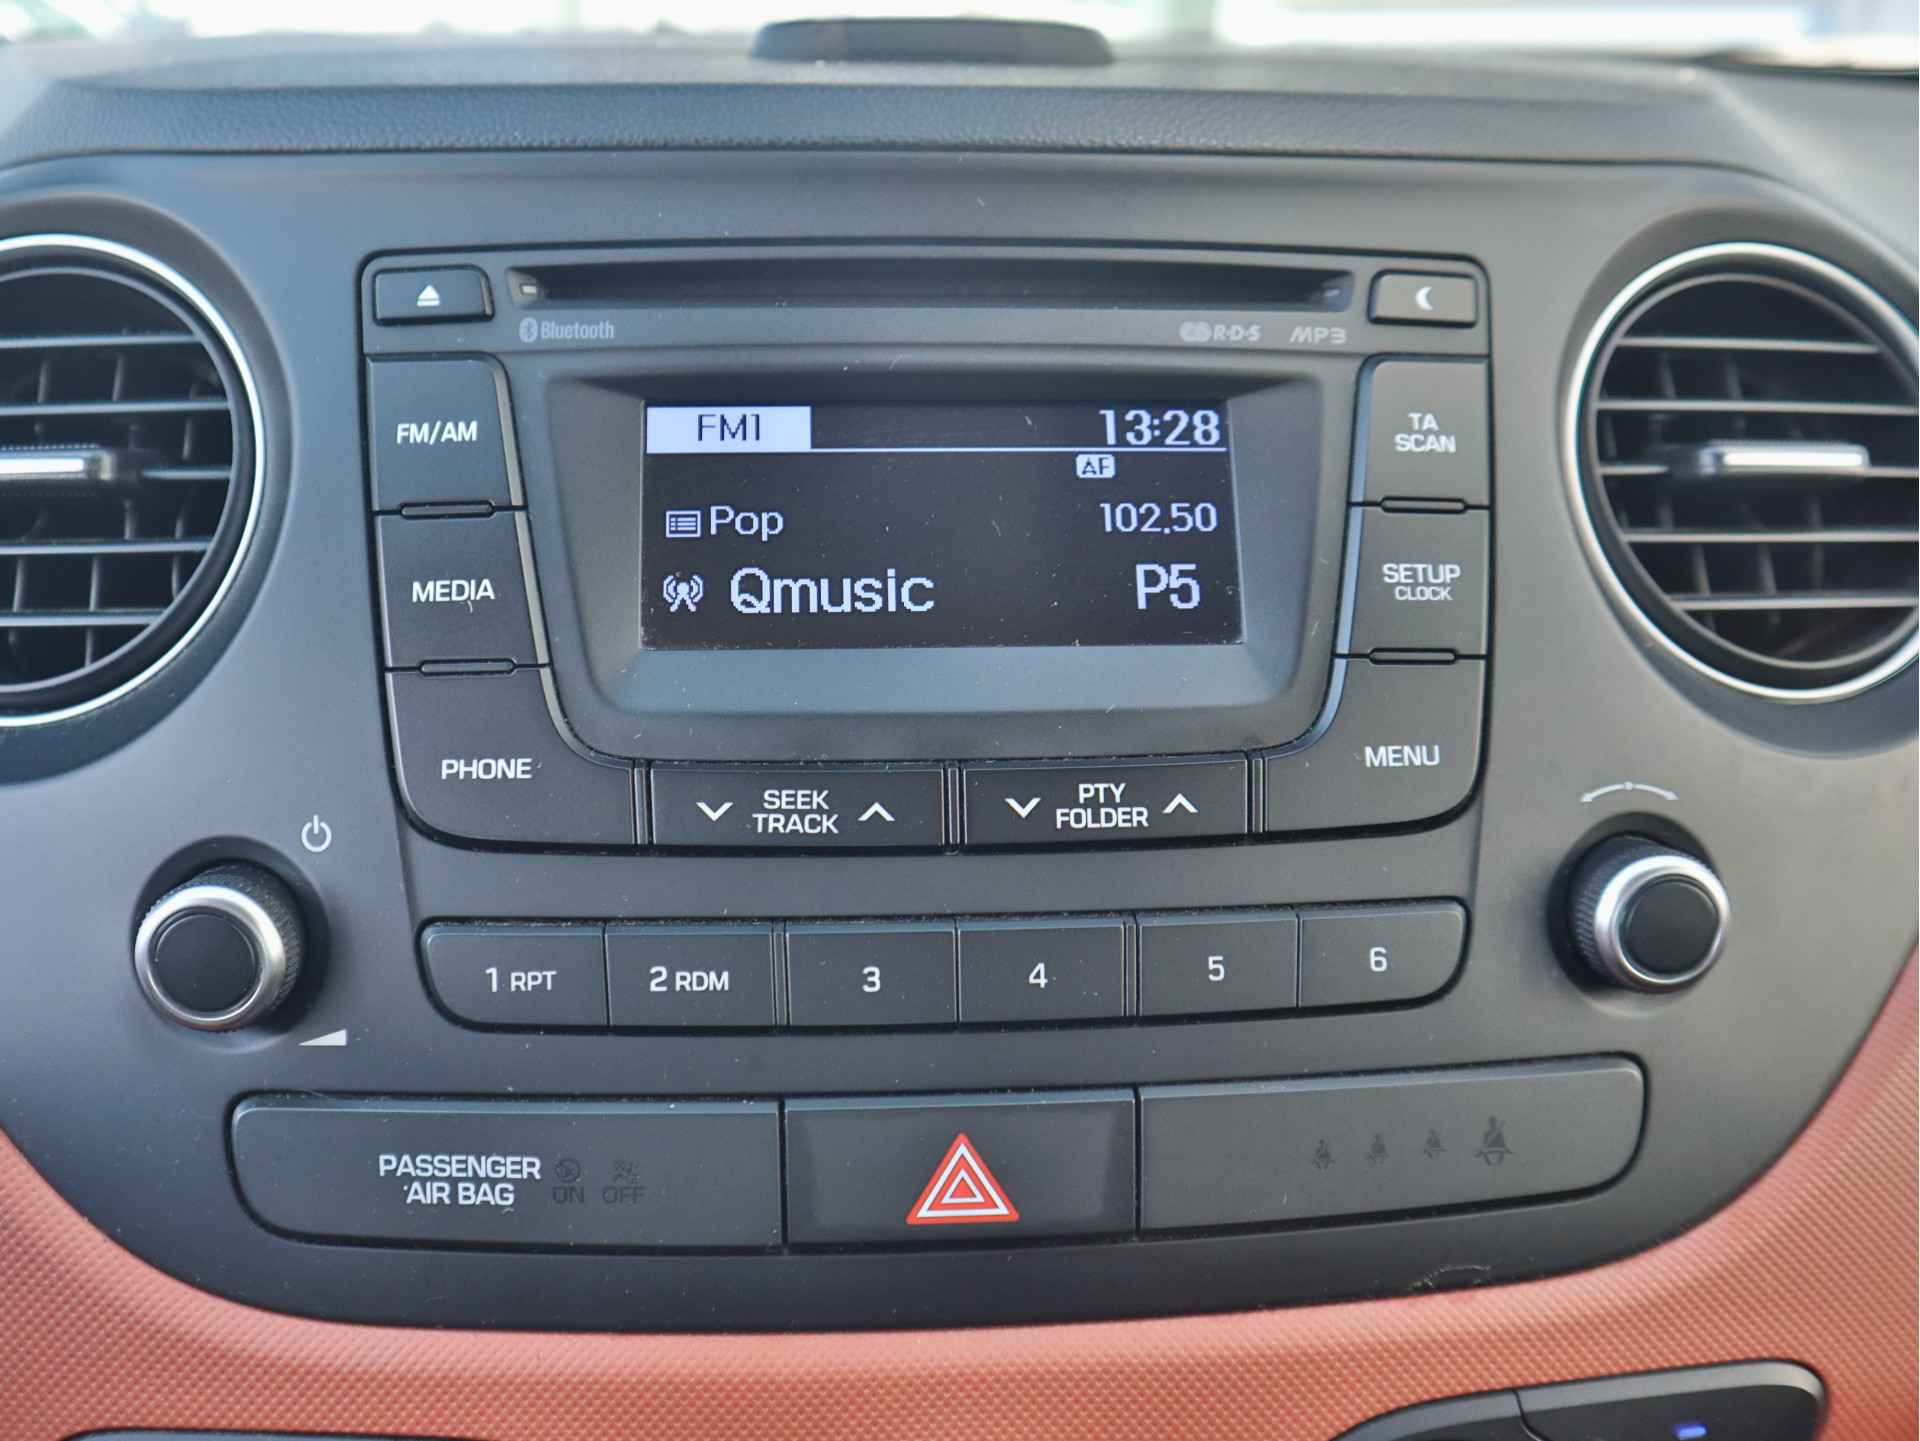 Bluetooth
R·D·S MP3
FM/AM
FM1 13:28
TA
SCAN
AF
Pop 102.50
MEDIA
Qmusic P5
SETUP
CLOCK
PHONE
MENU
SEEK
TRACK
PTY
FOLDER
1 RPT 2 RDM 3 4 5 6
PASSENGER
AIR BAG ON OFF